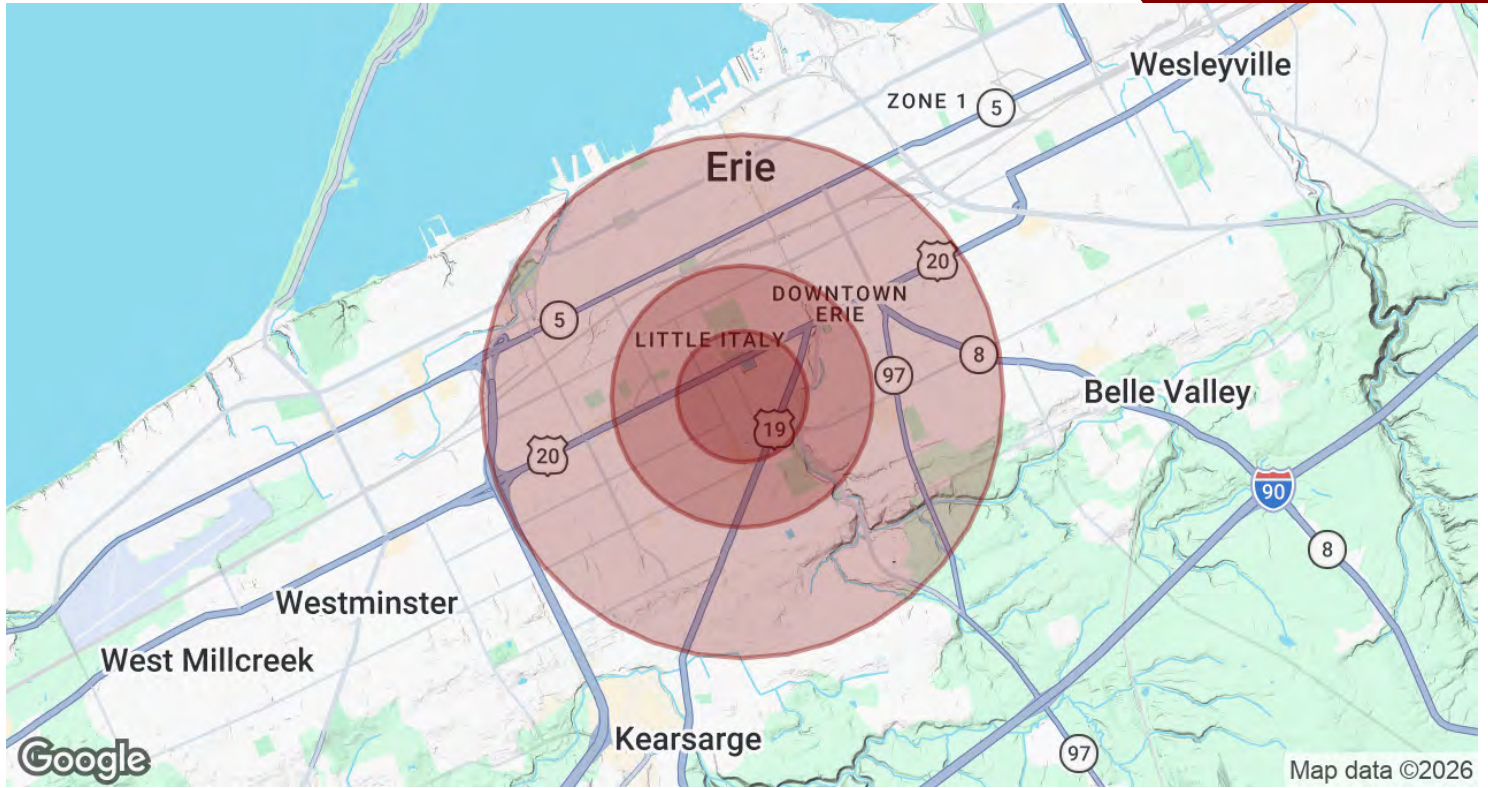 Wesleyville
ZONE 1
5
Erie
20
DOWNTOWN
ERIE
5
LITTLE ITALY
8
97
Belle Valley
19
20
90
8
Westminster
West Millcreek
Kearsarge
97
Google
Map data ©2026